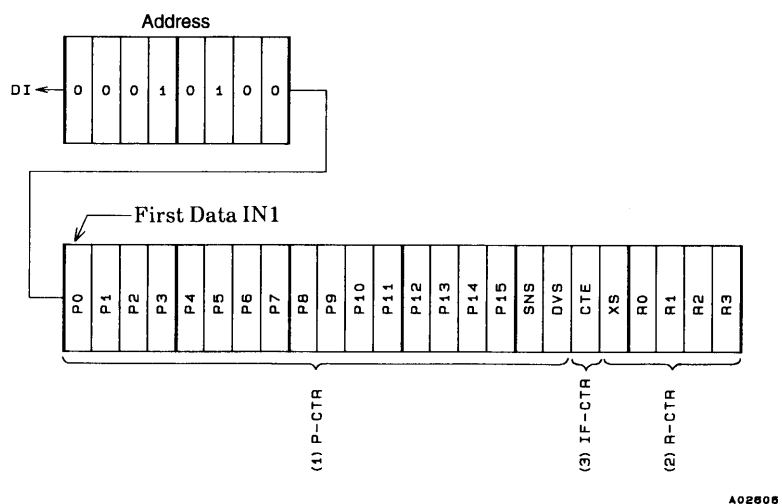 Address
DI 0 0 0 1 0 1 0 0
First Data IN1
P0 P1 P2 P3 P4 P5 P6 P7 P8 P9 P10 P11 P12 P13 P14 P15 SNS DVS CTE XS R0 R1 R2 R3
(1) P-CTR
(3) IF-CTR
(2) R-CTR
A02606